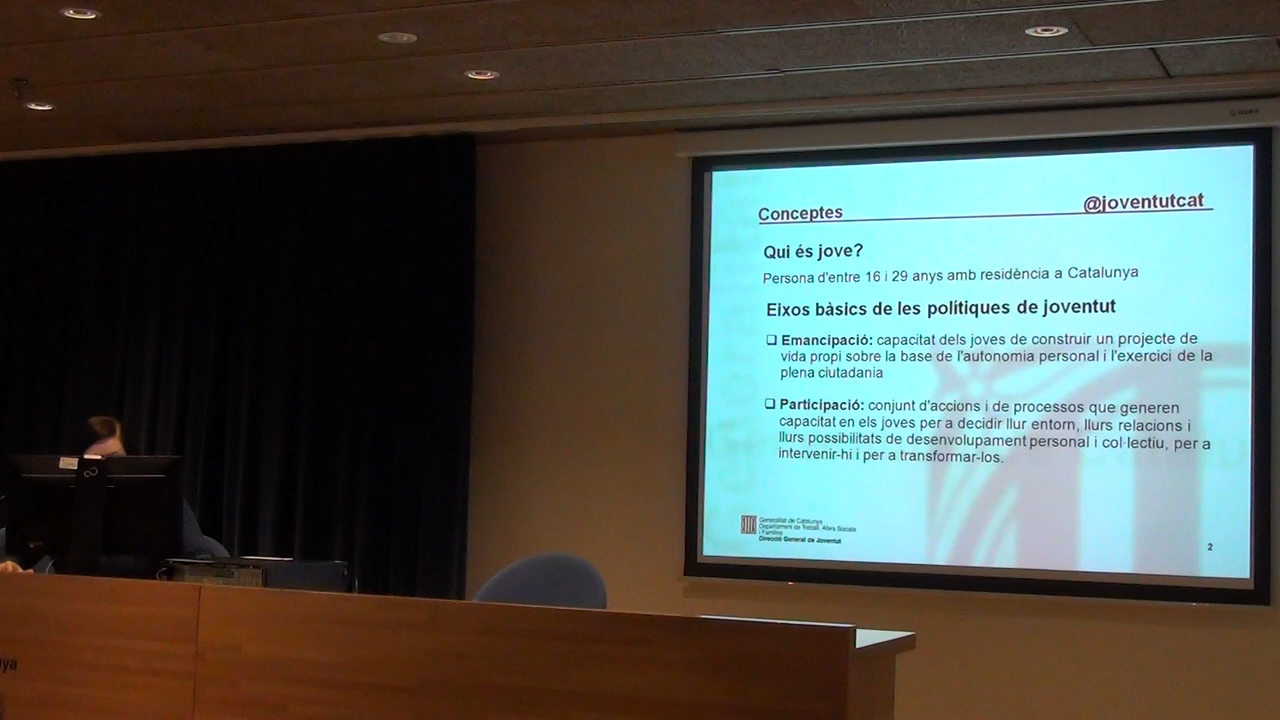 Conceptes
@joventutcat
Qui és jove?
Persona d'entre 16 i 29 anys amb residència a Catalunya
Eixos bàsics de les polítiques de joventut
Emancipació: capacitat dels joves de construir un projecte de
vida propi sobre la base de l'autonomia personal i l'exercici de la
plena ciutadania
Participació: conjunt d'accions i de processos que generen
capacitat en els joves per a decidir llur entorn, llurs relacions i
llurs possibilitats de desenvolupament personal i col·lectiu, per a
intervenir-hi i per a transformar-los.
Generalitat de Catalunya
Departament de Treball, Afers Socials
i Famílies
Direcció General de Joventut
2
ya